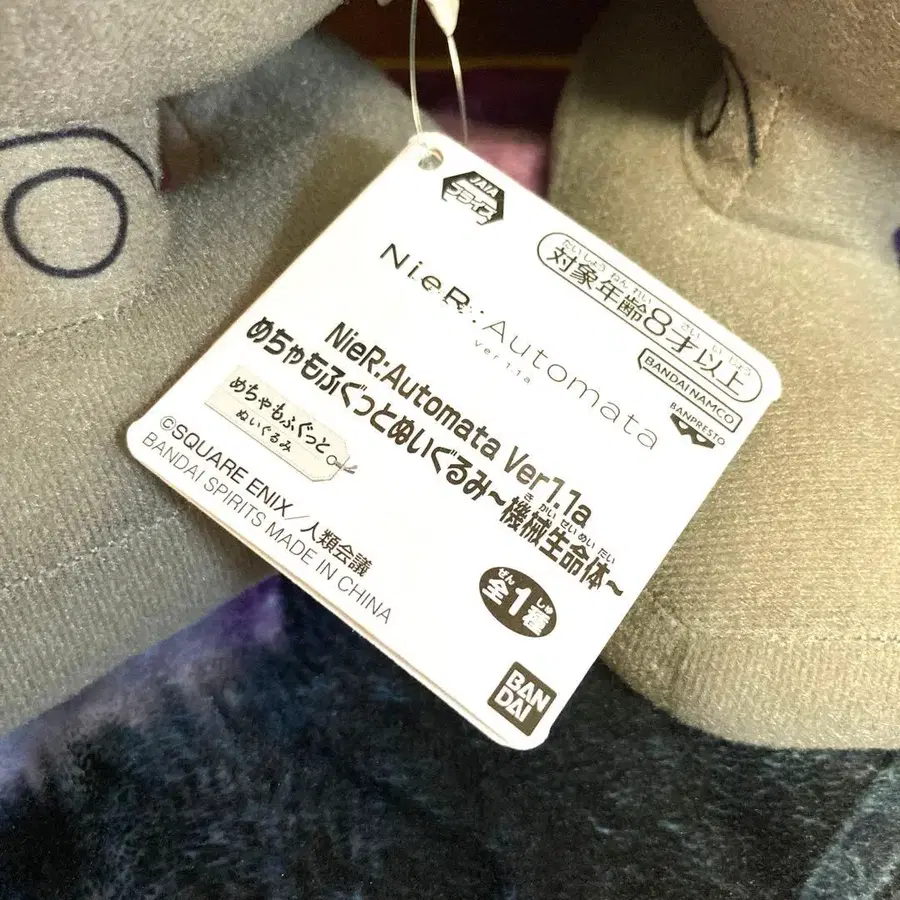 JAIA
プライズ
たいしょうねんれい さいいじょう
対象年齢8才以上
BANDAI NAMCO
BANPRESTO
NieR:Automata
ver1.1a
NieR:Automata Ver1.1a
めちゃもふぐっとぬいぐるみ~機械生命体~
きかいせいめいたい
めちゃもふぐっと
ぬいぐるみ
ぜん しゅ
全1種
©SQUARE ENIX/人類会議
BANDAI SPIRITS MADE IN CHINA
BAN
DAI